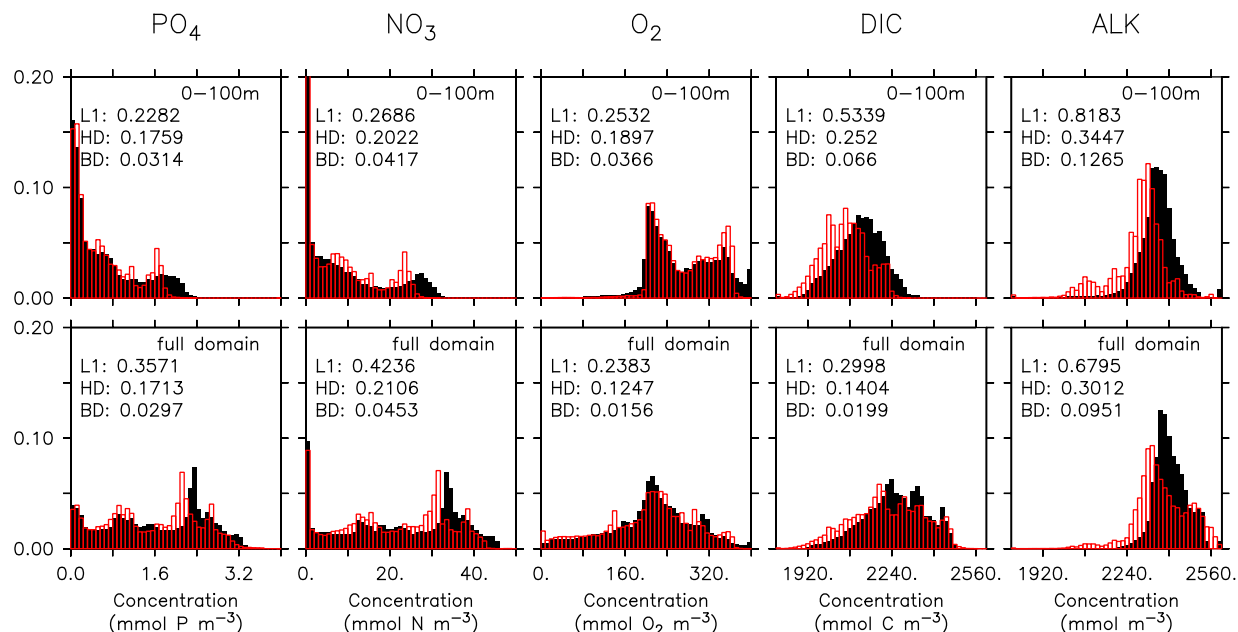 PO₄ NO₃ O₂ DIC ALK
0.20
0−100m
L1: 0.2282
HD: 0.1759
BD: 0.0314
0−100m
L1: 0.2686
HD: 0.2022
BD: 0.0417
0−100m
L1: 0.2532
HD: 0.1897
BD: 0.0366
0−100m
L1: 0.5339
HD: 0.252
BD: 0.066
0−100m
L1: 0.8183
HD: 0.3447
BD: 0.1265
0.10
0.00
0.20
full domain
L1: 0.3571
HD: 0.1713
BD: 0.0297
full domain
L1: 0.4236
HD: 0.2106
BD: 0.0453
full domain
L1: 0.2383
HD: 0.1247
BD: 0.0156
full domain
L1: 0.2998
HD: 0.1404
BD: 0.0199
full domain
L1: 0.6795
HD: 0.3012
BD: 0.0951
0.10
0.00
0.0 1.6 3.2
Concentration
(mmol P m⁻³)
0. 20. 40.
Concentration
(mmol N m⁻³)
0. 160. 320.
Concentration
(mmol O₂ m⁻³)
1920. 2240. 2560.
Concentration
(mmol C m⁻³)
1920. 2240. 2560.
Concentration
(mmol m⁻³)